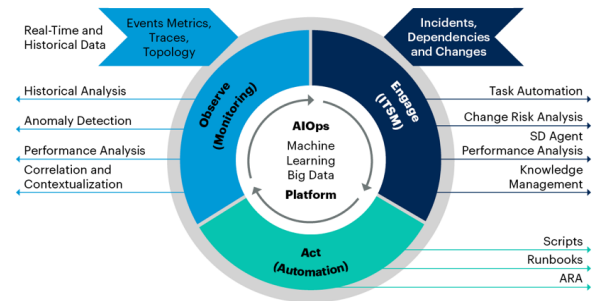 Real-Time and
Historical Data
Events Metrics,
Traces,
Topology
Incidents,
Dependencies
and Changes
Historical Analysis
Anomaly Detection
Performance Analysis
Correlation and
Contextualization
Observe
(Monitoring)
Engage
(ITSM)
AIOps
Machine
Learning
Big Data
Platform
Act
(Automation)
Task Automation
Change Risk Analysis
SD Agent
Performance Analysis
Knowledge
Management
Scripts
Runbooks
ARA